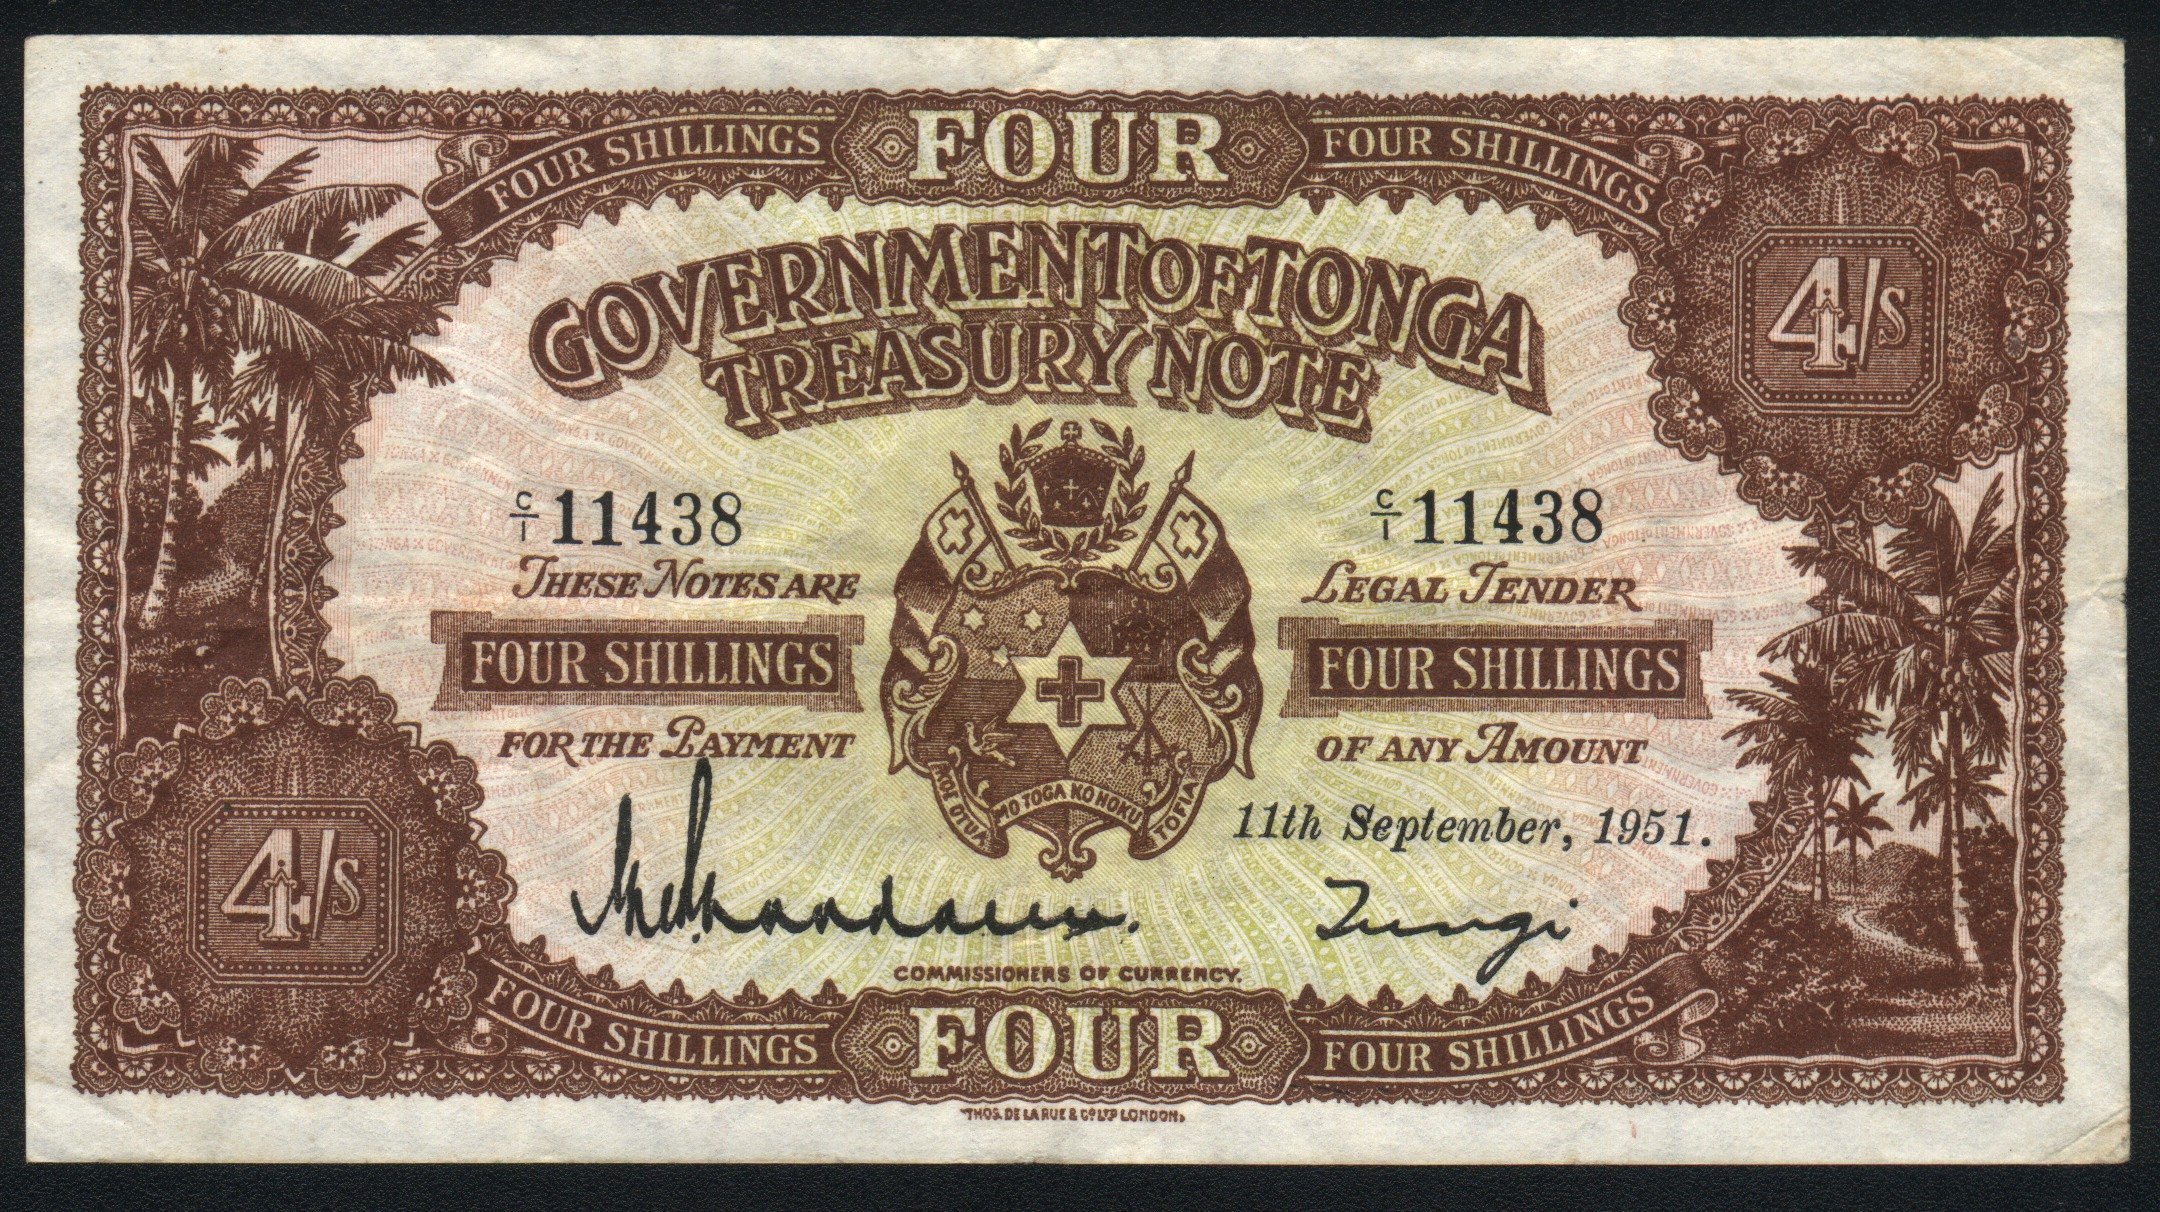 FOUR SHILLINGS FOUR FOUR SHILLINGS
GOVERNMENT OF TONGA
TREASURY NOTE
4/s
C/1 11438 C/1 11438
THESE NOTES ARE LEGAL TENDER
FOUR SHILLINGS FOUR SHILLINGS
FOR THE PAYMENT OF ANY AMOUNT
KOE OTUA MO TOGA KO HOKU TOFIA
11th September, 1951.
4/s
Tungi
COMMISSIONERS OF CURRENCY.
FOUR SHILLINGS FOUR FOUR SHILLINGS
THOS. DE LA RUE & CO LTD LONDON.